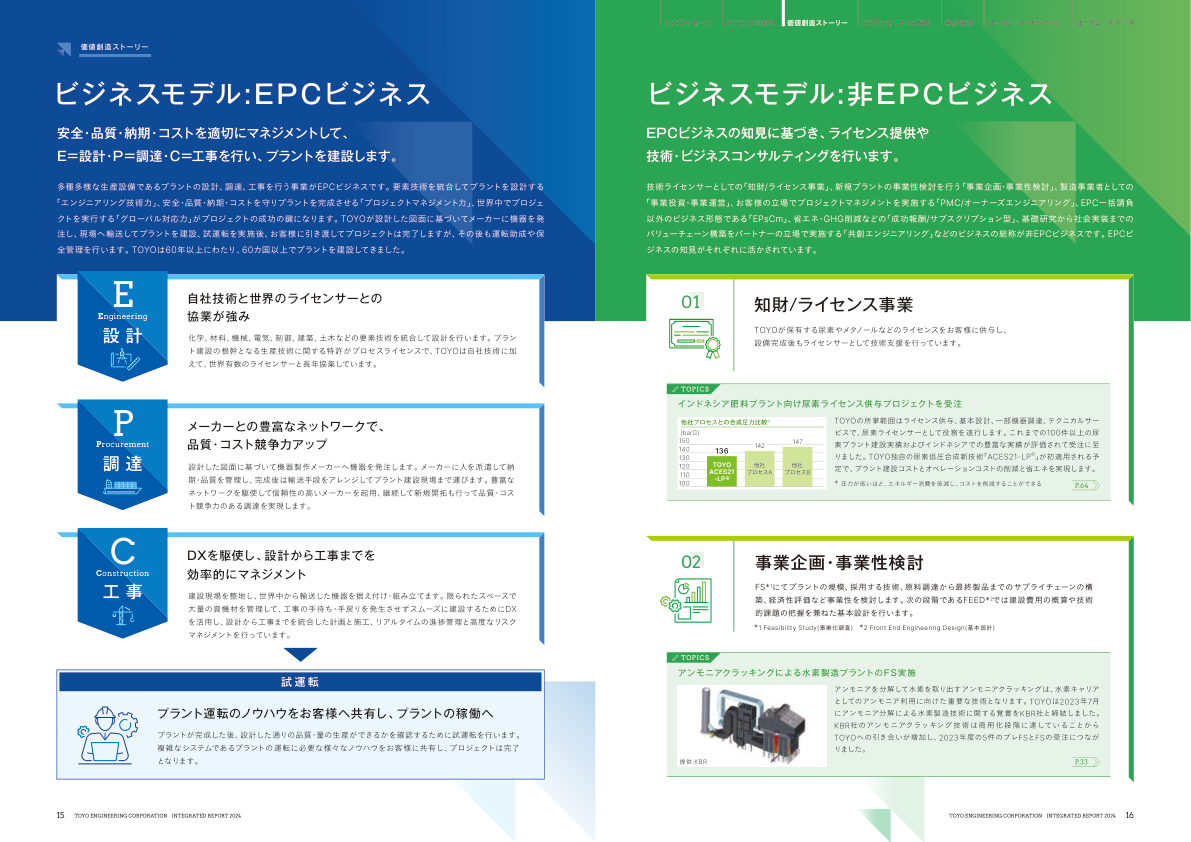 価値創造ストーリー
ビジネスモデル:EPCビジネス
安全・品質・納期・コストを適切にマネジメントして、
E=設計・P=調達・C=工事を行い、プラントを建設します。
多種多様な生産設備であるプラントの設計、調達、工事を行う事業がEPCビジネスです。要素技術を統合してプラントを設計する
「エンジニアリング技術力」、安全・品質・納期・コストを守りプラントを完成させる「プロジェクトマネジメント力」、世界中でプロジェ
クトを実行する「グローバル対応力」がプロジェクトの成功の鍵になります。TOYOが設計した図面に基づいてメーカーに機器を発
注し、現場へ輸送してプラントを建設、試運転を実施後、お客様に引き渡してプロジェクトは完了しますが、その後も運転助成や保
全管理を行います。TOYOは60年以上にわたり、60カ国以上でプラントを建設してきました。
E
Engineering
設計
自社技術と世界のライセンサーとの
協業が強み
化学、材料、機械、電気、制御、建築、土木などの要素技術を統合して設計を行います。プラン
ト建設の根幹となる生産技術に関する特許がプロセスライセンスで、TOYOは自社技術に加
えて、世界有数のライセンサーと長年協業しています。
P
Procurement
調達
メーカーとの豊富なネットワークで、
品質・コスト競争力アップ
設計した図面に基づいて機器製作メーカーへ機器を発注します。メーカーに人を派遣して納
期・品質を管理し、完成後は輸送手段をアレンジしてプラント建設現場まで運びます。豊富な
ネットワークを駆使して信頼性の高いメーカーを起用、継続して新規開拓も行って品質・コス
ト競争力のある調達を実現します。
C
Construction
工事
DXを駆使し、設計から工事までを
効率的にマネジメント
建設現場を整地し、世界中から輸送した機器を据え付け・組み立てます。限られたスペースで
大量の資機材を管理して、工事の手待ち・手戻りを発生させずスムーズに建設するためにDX
を活用し、設計から工事までを統合した計画と施工、リアルタイムの進捗管理と高度なリスク
マネジメントを行っています。
試運転
プラント運転のノウハウをお客様へ共有し、プラントの稼働へ
プラントが完成した後、設計した通りの品質・量の生産ができるかを確認するために試運転を行います。
複雑なシステムであるプラントの運転に必要な様々なノウハウをお客様に共有し、プロジェクトは完了
となります。
15 TOYO ENGINEERING CORPORATION INTEGRATED REPORT 2024
価値創造ストーリー
ビジネスモデル:非EPCビジネス
EPCビジネスの知見に基づき、ライセンス提供や
技術・ビジネスコンサルティングを行います。
技術ライセンサーとしての「知財/ライセンス事業」、新規プラントの事業性検討を行う「事業企画・事業性検討」、製造事業者としての
「事業投資・事業運営」、お客様の立場でプロジェクトマネジメントを実施する「PMC/オーナーズエンジニアリング」、EPC一括請負
以外のビジネス形態である「EPsCm」、省エネ・GHG削減などの「成功報酬/サブスクリプション型」、基礎研究から社会実装までの
バリューチェーン構築をパートナーの立場で実施する「共創エンジニアリング」などのビジネスの総称が非EPCビジネスです。EPCビ
ジネスの知見がそれぞれに活かされています。
01
知財/ライセンス事業
TOYOが保有する尿素やメタノールなどのライセンスをお客様に供与し、
設備完成後もライセンサーとして技術支援を行っています。
TOPICS
インドネシア肥料プラント向け尿素ライセンス供与プロジェクトを受注
他社プロセスとの合成圧力比較*
(barG)
150
140
130
120
110
100
136
TOYO
ACES21
-LP®
142
他社
プロセスA
147
他社
プロセスB
TOYOの所掌範囲はライセンス供与、基本設計、一部機器調達、テクニカルサー
ビスで、尿素ライセンサーとして役務を遂行します。これまでの100件以上の尿
素プラント建設実績およびインドネシアでの豊富な実績が評価されて受注に至
りました。TOYO独自の尿素低圧合成新技術「ACES21-LP®」が初適用される予
定で、プラント建設コストとオペレーションコストの削減と省エネを実現します。
* 圧力が低いほど、エネルギー消費を低減し、コストを削減することができる
P.64
02
事業企画・事業性検討
FS*1にてプラントの規模、採用する技術、原料調達から最終製品までのサプライチェーンの構
築、経済性評価など事業性を検討します。次の段階であるFEED*2では建設費用の概算や技術
的課題の把握を兼ねた基本設計を行います。
*1 Feasibility Study(事業化調査) *2 Front End Engineering Design(基本設計)
TOPICS
アンモニアクラッキングによる水素製造プラントのFS実施
提供:KBR
アンモニアを分解して水素を取り出すアンモニアクラッキングは、水素キャリア
としてのアンモニア利用に向けた重要な技術となります。TOYOは2023年7月
にアンモニア分解による水素製造技術に関する覚書をKBR社と締結しました。
KBR社のアンモニアクラッキング技術は商用化段階に達していることから
TOYOへの引き合いが増加し、2023年度の5件のプレFSとFSの受注につなが
りました。
P.33
TOYO ENGINEERING CORPORATION INTEGRATED REPORT 2024 16